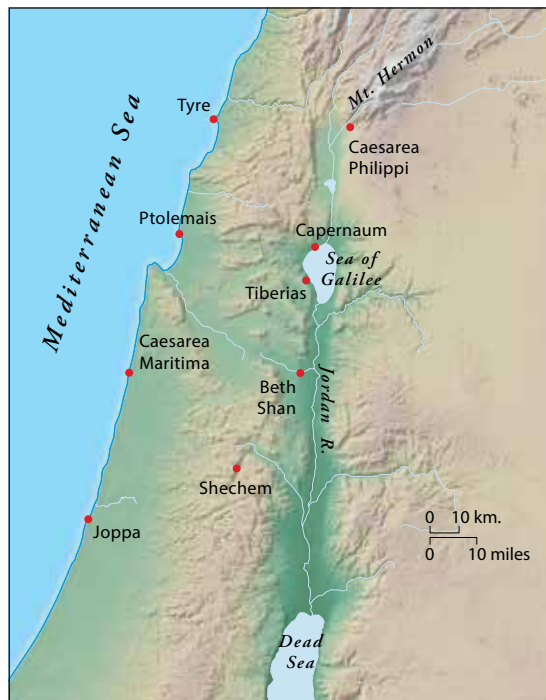 Mt. Hermon
Tyre
Caesarea
Philippi
Mediterranean Sea
Ptolemais
Capernaum
Sea of
Galilee
Tiberias
Caesarea
Maritima
Beth
Shan
Jordan R.
Shechem
0 10 km.
0 10 miles
Joppa
Dead
Sea